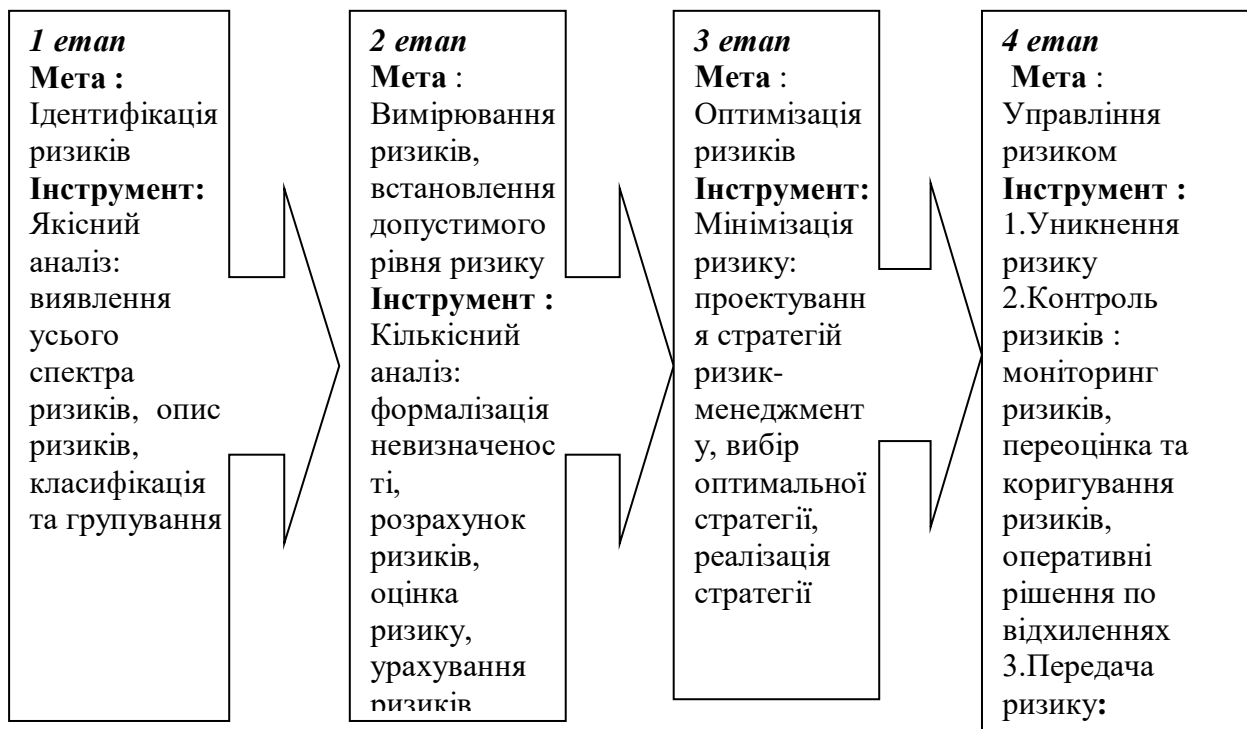 1 етап
Мета :
Ідентифікація
ризиків
Інструмент:
Якісний
аналіз:
виявлення
усього
спектра
ризиків, опис
ризиків,
класифікація
та групування
2 етап
Мета :
Вимірювання
ризиків,
встановлення
допустимого
рівня ризику
Інструмент :
Кількісний
аналіз:
формалізація
невизначенос
ті,
розрахунок
ризиків,
оцінка
ризику,
урахування
ризиків
3 етап
Мета :
Оптимізація
ризиків
Інструмент:
Мінімізація
ризику:
проектуванн
я стратегій
ризик-
менеджмент
у, вибір
оптимальної
стратегії,
реалізація
стратегії
4 етап
Мета :
Управління
ризиком
Інструмент :
1.Уникнення
ризику
2.Контроль
ризиків :
моніторинг
ризиків,
переоцінка та
коригування
ризиків,
оперативні
рішення по
відхиленнях
3.Передача
ризику: